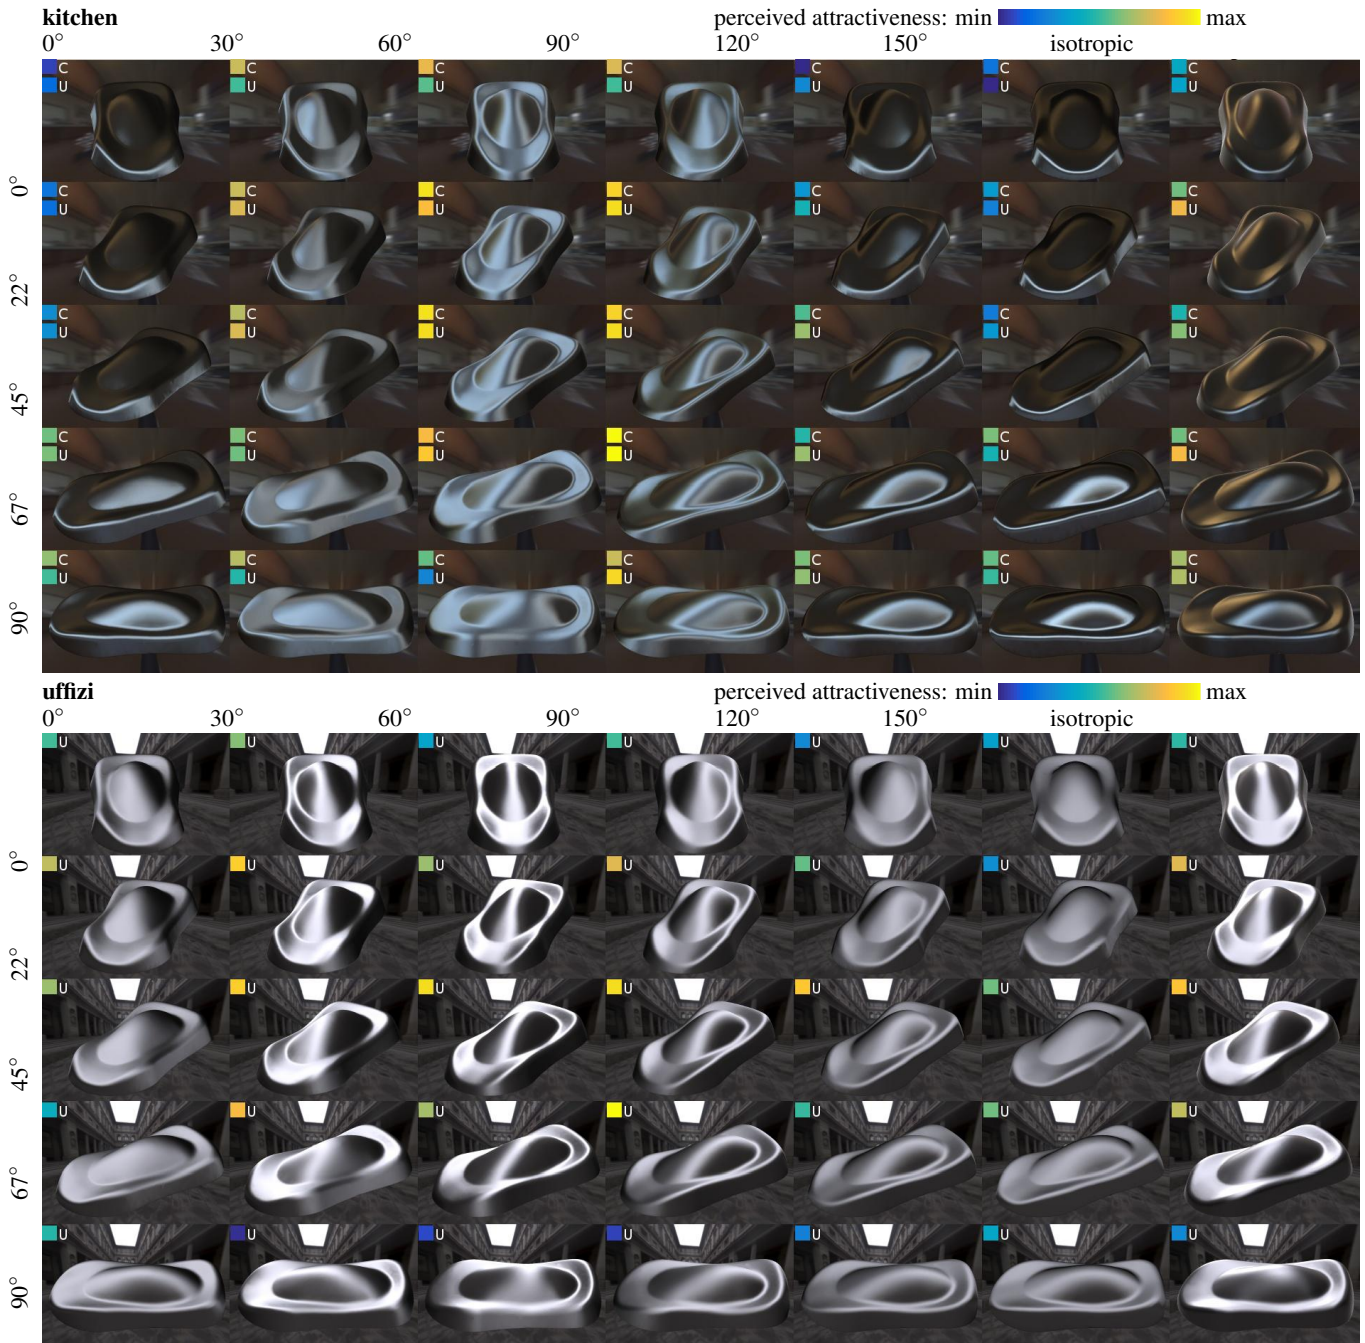 kitchen perceived attractiveness: min max
0° 30° 60° 90° 120° 150° isotropic
C C C C C C C
U U U U U U U
0°
C C C C C C C
U U U U U U U
22°
C C C C C C C
U U U U U U U
45°
C C C C C C C
U U U U U U U
67°
C C C C C C C
U U U U U U U
90°
uffizi perceived attractiveness: min max
0° 30° 60° 90° 120° 150° isotropic
U U U U U U U
0°
U U U U U U U
22°
U U U U U U U
45°
U U U U U U U
67°
U U U U U U U
90°